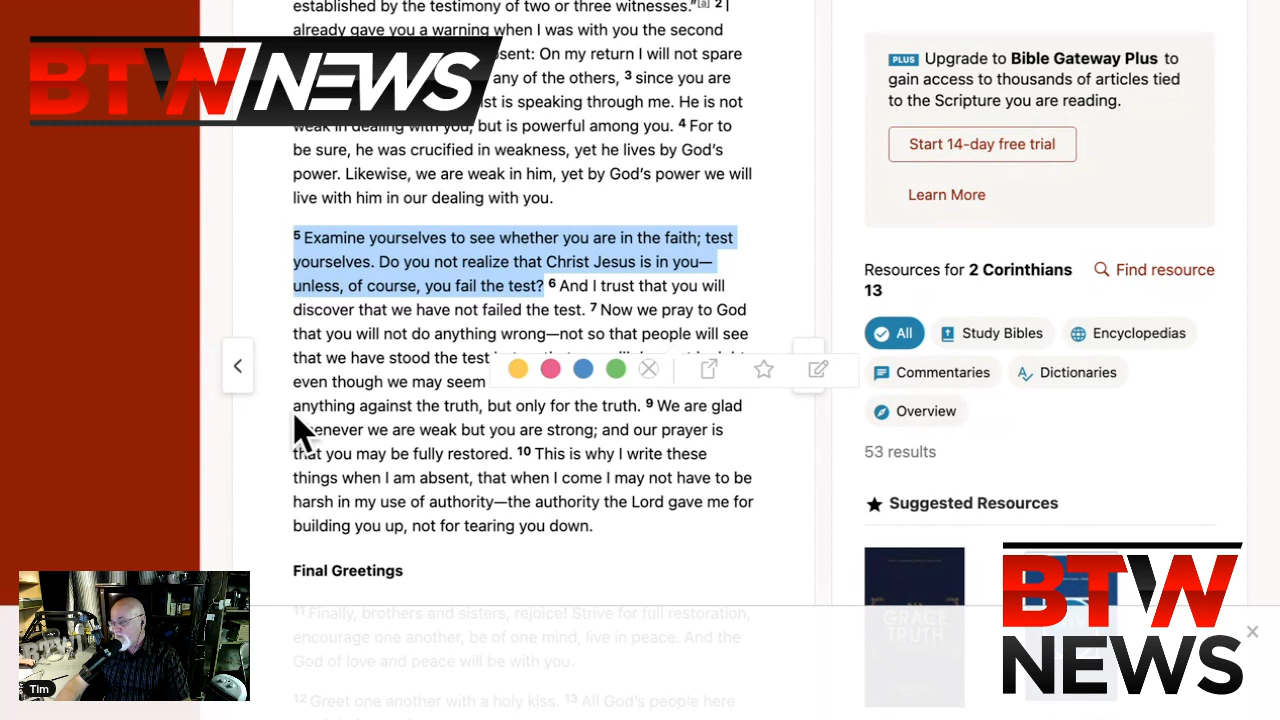 established by the testimony of two or three witnesses."[a] 2 I
already gave you a warning when I was with you the second
sent: On my return I will not spare
any of the others, 3 since you are
ist is speaking through me. He is not
weak in dealing with you, but is powerful among you. 4 For to
be sure, he was crucified in weakness, yet he lives by God's
power. Likewise, we are weak in him, yet by God's power we will
live with him in our dealing with you.
BTW NEWS
5 Examine yourselves to see whether you are in the faith; test
yourselves. Do you not realize that Christ Jesus is in you—
unless, of course, you fail the test? 6 And I trust that you will
discover that we have not failed the test. 7 Now we pray to God
that you will not do anything wrong—not so that people will see
that we have stood the test
even though we may seem
anything against the truth, but only for the truth. 9 We are glad
enever we are weak but you are strong; and our prayer is
that you may be fully restored. 10 This is why I write these
things when I am absent, that when I come I may not have to be
harsh in my use of authority—the authority the Lord gave me for
building you up, not for tearing you down.
Final Greetings
11 Finally, brothers and sisters, rejoice! Strive for full restoration,
encourage one another, be of one mind, live in peace. And the
God of love and peace will be with you.
12 Greet one another with a holy kiss. 13 All God's people here
PLUS Upgrade to Bible Gateway Plus to
gain access to thousands of articles tied
to the Scripture you are reading.
Start 14-day free trial
Learn More
Resources for 2 Corinthians
13
Find resource
All
Study Bibles
Encyclopedias
Commentaries
Dictionaries
Overview
53 results
Suggested Resources
GRACE
TRUTH
BTW
NEWS
BTW
Tim